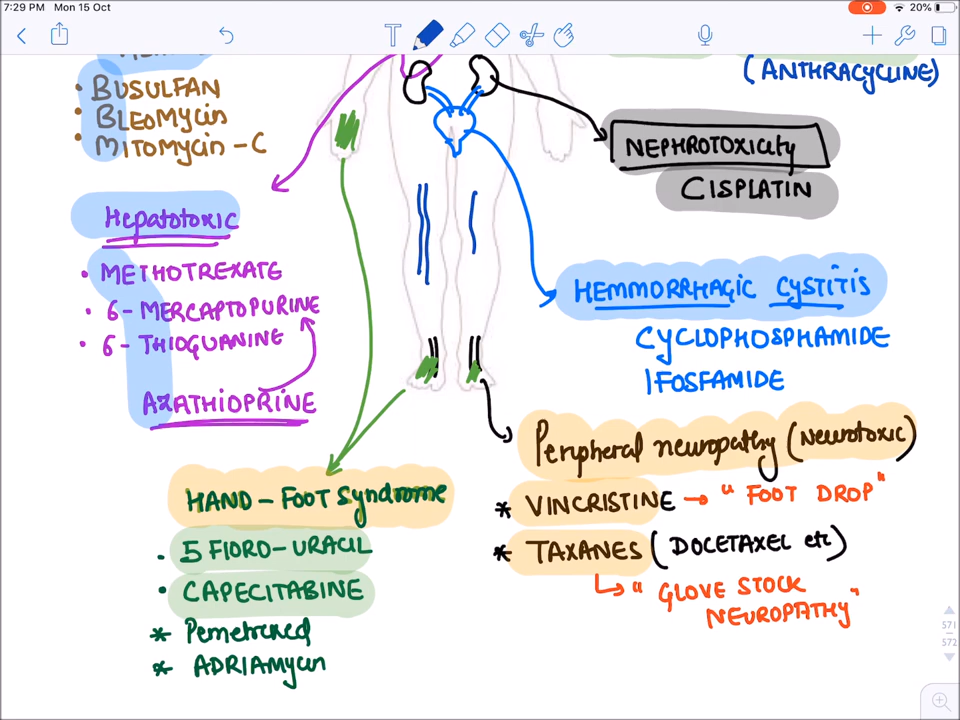 7:29 PM Mon 15 Oct
20%
T
(ANTHRACYCLINE)
• BUSULFAN
• BLEOMYCIN
• MITOMYCIN - C
NEPHROTOXICITY
CISPLATIN
Hepatotoxic
• METHOTREXATE
• 6 - MERCAPTOPURINE
• 6 - THIOGUANINE
AZATHIOPRINE
HEMMORRHAGIC CYSTITIS
CYCLOPHOSPHAMIDE
IFOSFAMIDE
Peripheral neuropathy (Neurotoxic)
* VINCRISTINE → "FOOT DROP"
* TAXANES (DOCETAXEL etc)
"GLOVE STOCK
NEUROPATHY"
HAND - FOOT Syndrome
• 5 FlORO - URACIL
• CAPECITABINE
* Pemetrexed
* ADRIAMYCIN
571
572